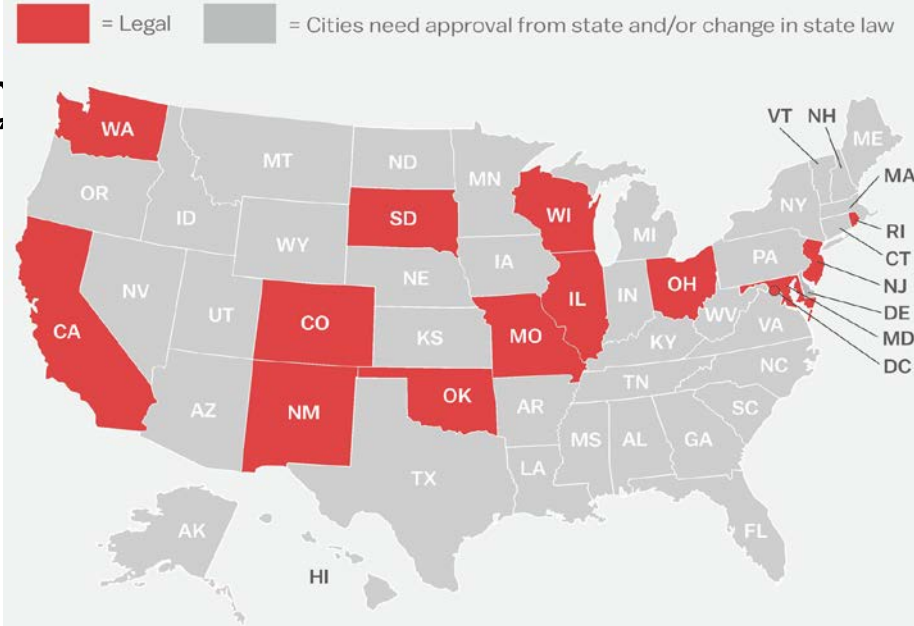 = Legal = Cities need approval from state and/or change in state law
VT NH
WA
ME
MT ND
MN
OR
MA
ID SD WI NY
WY MI RI
CT
IA PA
NE NJ
NV IL IN OH DE
UT
CO WV
CA KS MO VA MD
KY DC
NC
TN
AZ OK
NM AR SC
MS AL GA
TX LA
AK FL
HI